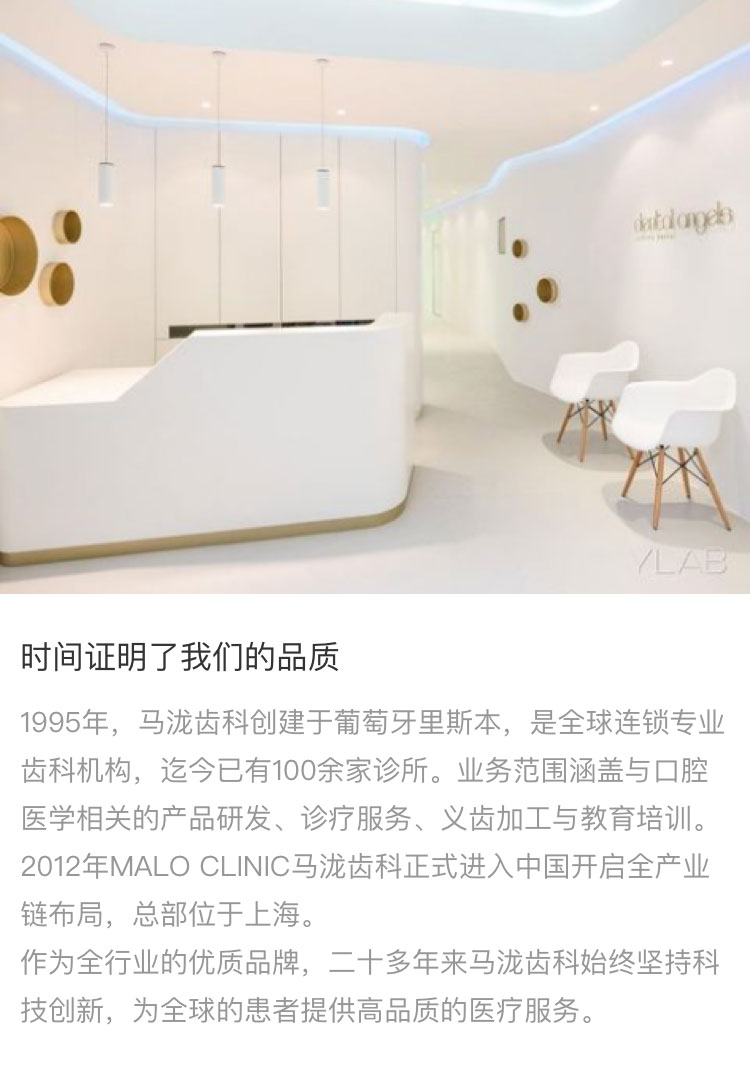 dental angels
YLAB
时间证明了我们的品质
1995年，马泷齿科创建于葡萄牙里斯本，是全球连锁专业
齿科机构，迄今已有100余家诊所。业务范围涵盖与口腔
医学相关的产品研发、诊疗服务、义齿加工与教育培训。
2012年MALO CLINIC马泷齿科正式进入中国开启全产业
链布局，总部位于上海。
作为全行业的优质品牌，二十多年来马泷齿科始终坚持科
技创新，为全球的患者提供高品质的医疗服务。